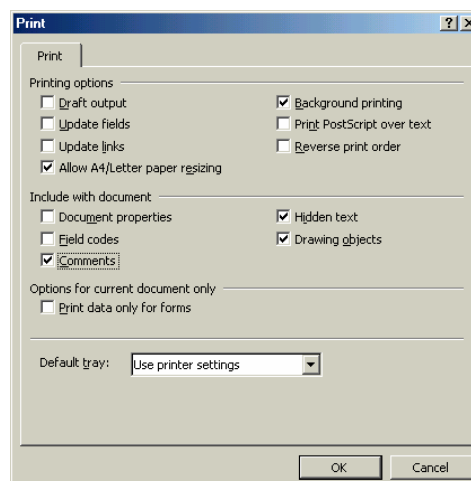 Print
Print
Printing options
Draft output
Background printing
Update fields
Print PostScript over text
Update links
Reverse print order
Allow A4/Letter paper resizing
Include with document
Document properties
Hidden text
Field codes
Drawing objects
Comments
Options for current document only
Print data only for forms
Default tray: Use printer settings
OK Cancel